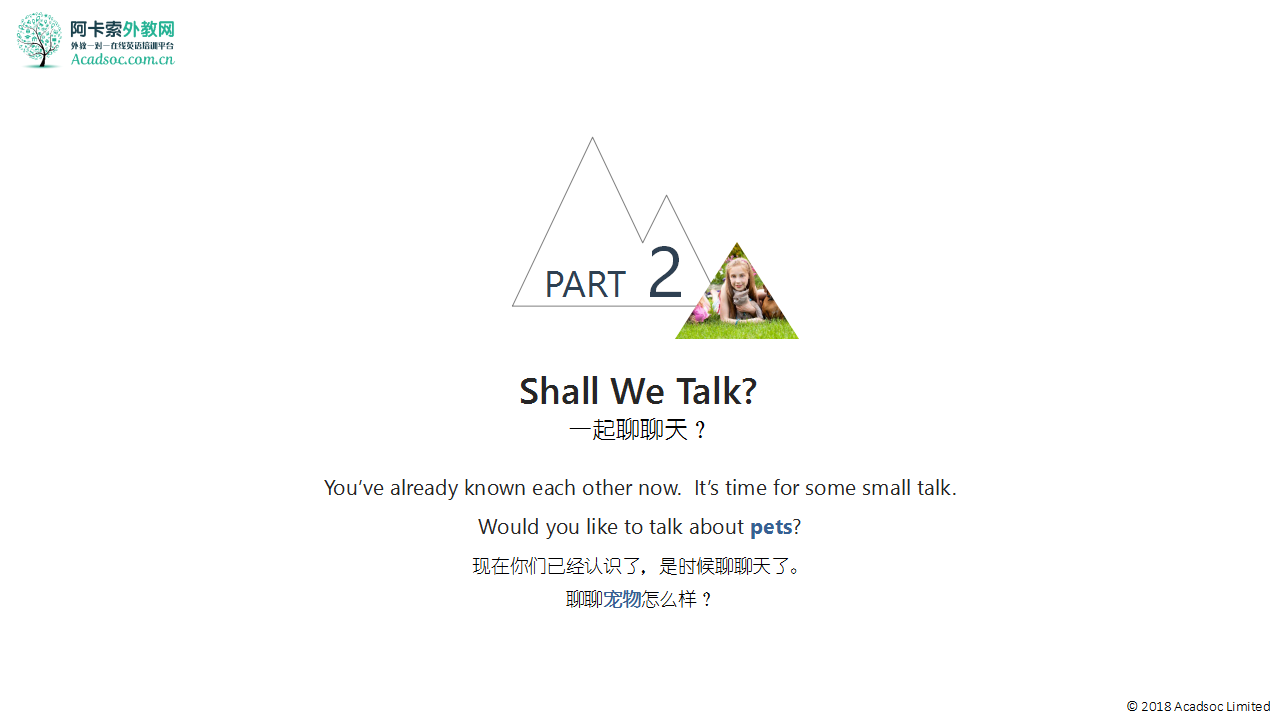 阿卡索外教网
外教一对一在线英语培训平台
Acadsoc.com.cn
PART 2
Shall We Talk?
一起聊聊天？
You’ve already known each other now.  It’s time for some small talk.
Would you like to talk about pets?
现在你们已经认识了，是时候聊聊天了。
聊聊宠物怎么样？
© 2018 Acadsoc Limited